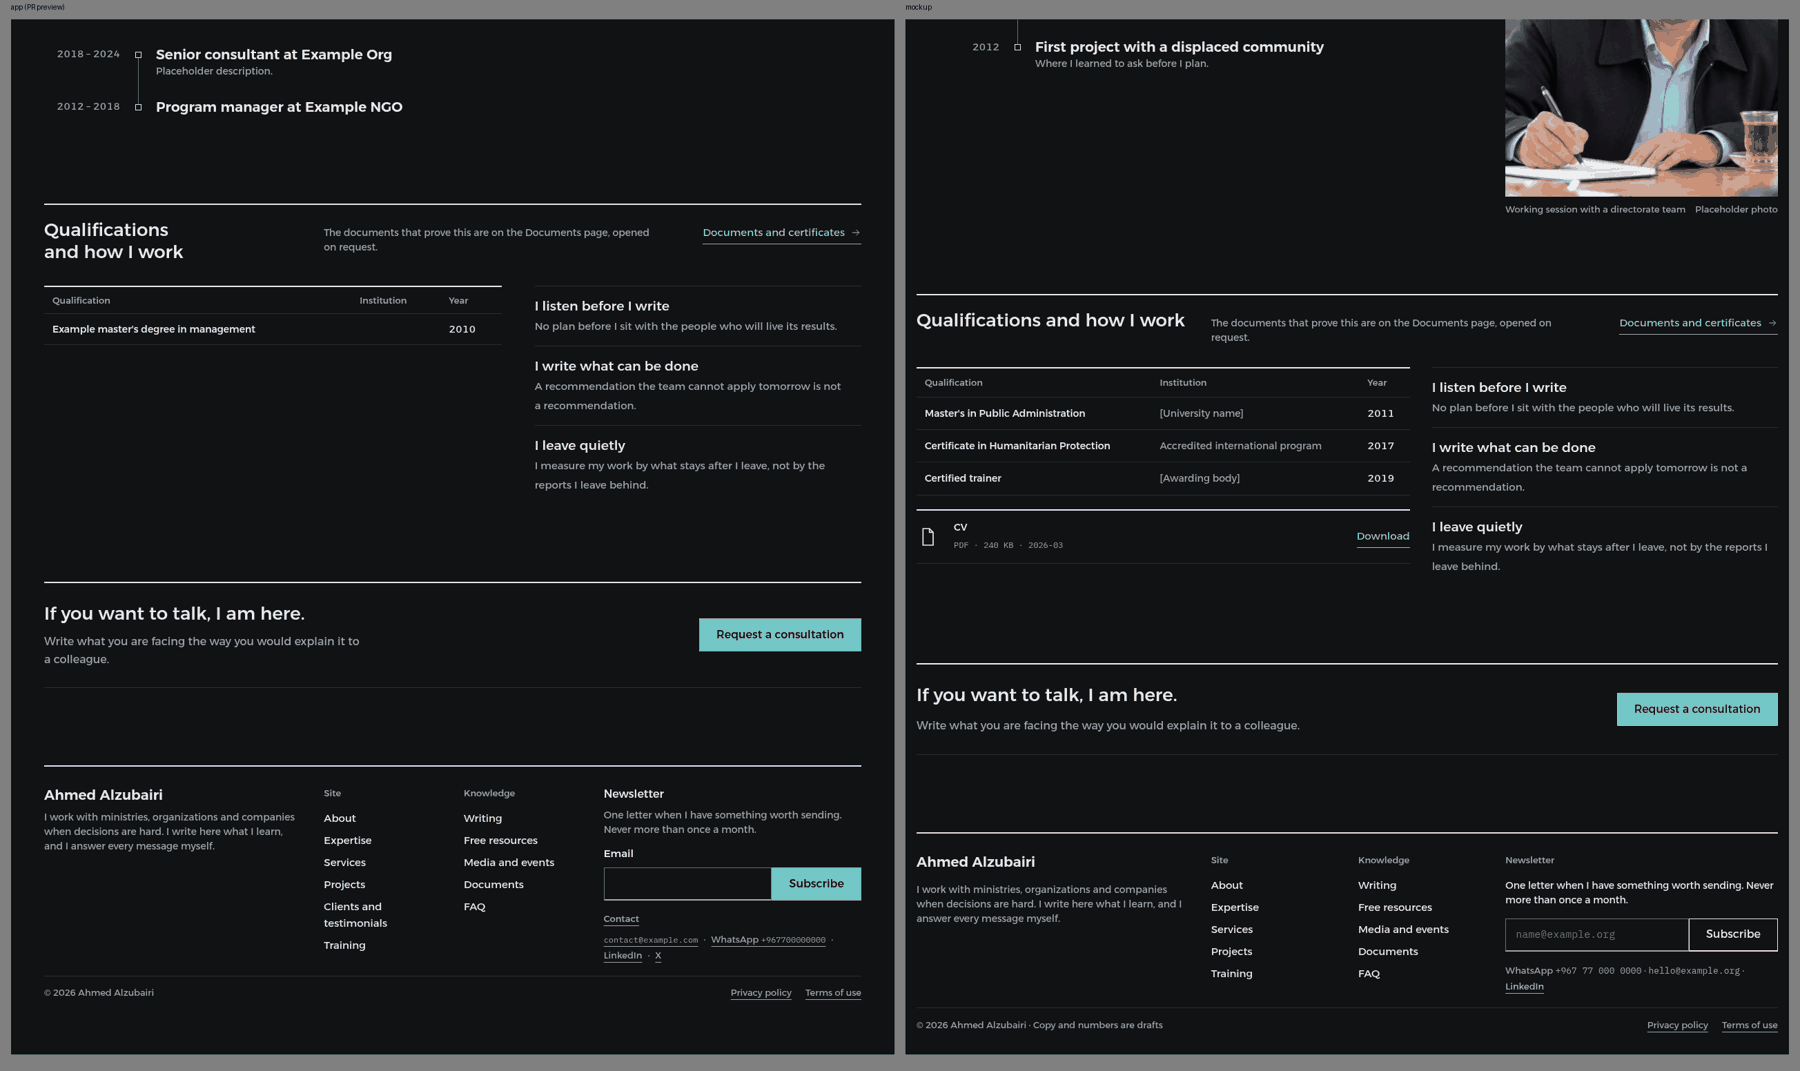 app (PR preview)
2018 – 2024
Senior consultant at Example Org
Placeholder description.
2012 – 2018
Program manager at Example NGO
Qualifications
and how I work
The documents that prove this are on the Documents page, opened
on request.
Documents and certificates →
Qualification Institution Year
Example master's degree in management 2010
I listen before I write
No plan before I sit with the people who will live its results.
I write what can be done
A recommendation the team cannot apply tomorrow is not
a recommendation.
I leave quietly
I measure my work by what stays after I leave, not by the
reports I leave behind.
If you want to talk, I am here.
Write what you are facing the way you would explain it to
a colleague.
Request a consultation
Ahmed Alzubairi
I work with ministries, organizations and companies
when decisions are hard. I write here what I learn,
and I answer every message myself.
Site
About
Expertise
Services
Projects
Clients and
testimonials
Training
Knowledge
Writing
Free resources
Media and events
Documents
FAQ
Newsletter
One letter when I have something worth sending.
Never more than once a month.
Email
Subscribe
Contact
contact@example.com · WhatsApp +967700000000 ·
LinkedIn · X
© 2026 Ahmed Alzubairi
Privacy policy Terms of use
mockup
2012
First project with a displaced community
Where I learned to ask before I plan.
Working session with a directorate team Placeholder photo
Qualifications and how I work
The documents that prove this are on the Documents page, opened on
request.
Documents and certificates →
Qualification Institution Year
Master's in Public Administration [University name] 2011
Certificate in Humanitarian Protection Accredited international program 2017
Certified trainer [Awarding body] 2019
CV
PDF · 240 KB · 2026-03
Download
I listen before I write
No plan before I sit with the people who will live its results.
I write what can be done
A recommendation the team cannot apply tomorrow is not a
recommendation.
I leave quietly
I measure my work by what stays after I leave, not by the reports I
leave behind.
If you want to talk, I am here.
Write what you are facing the way you would explain it to a colleague.
Request a consultation
Ahmed Alzubairi
I work with ministries, organizations and companies
when decisions are hard. I write here what I learn, and I
answer every message myself.
Site
About
Expertise
Services
Projects
Training
Knowledge
Writing
Free resources
Media and events
Documents
FAQ
Newsletter
One letter when I have something worth sending. Never
more than once a month.
name@example.org
Subscribe
WhatsApp +967 77 000 0000 · hello@example.org ·
LinkedIn
© 2026 Ahmed Alzubairi · Copy and numbers are drafts
Privacy policy Terms of use